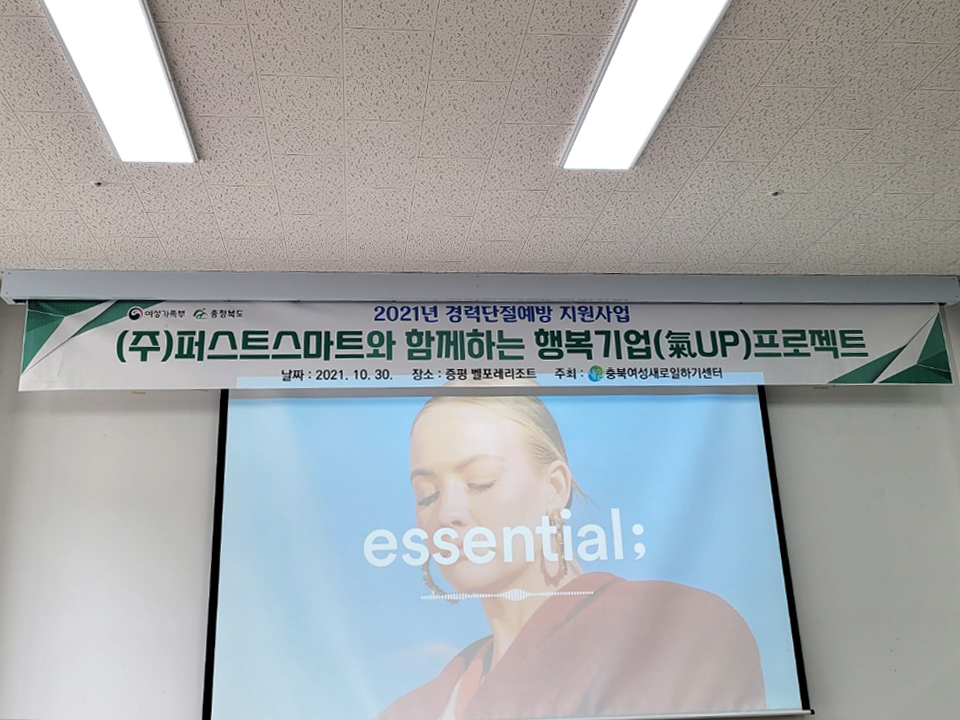 여성가족부 충청북도
2021년 경력단절예방 지원사업
(주)퍼스트스마트와 함께하는 행복기업(氣UP)프로젝트
날짜 : 2021. 10. 30. 장소 : 증평 벨포레리조트 주최 : 충북여성새로일하기센터
essential;